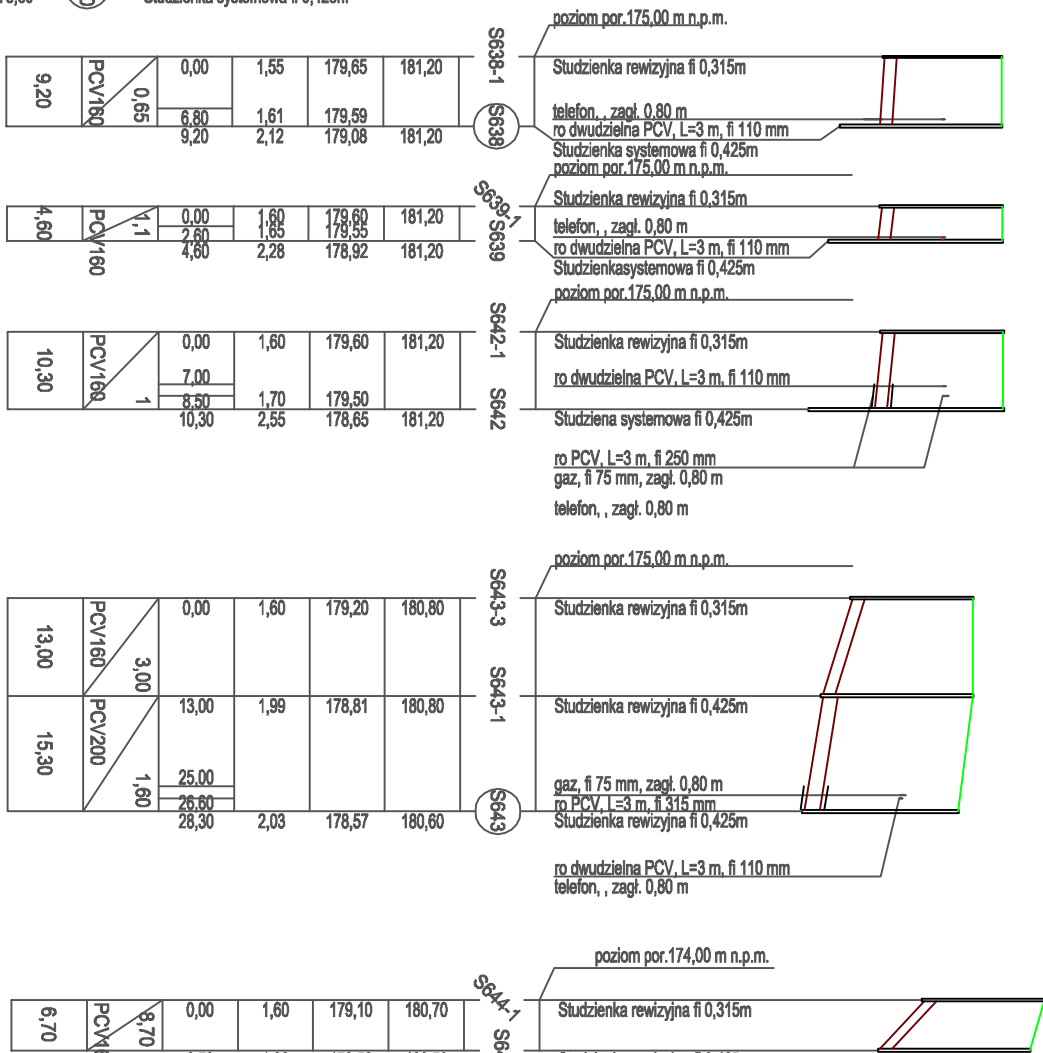 Studzienka systemowa fi 0,425m
poziom por.175,00 m n.p.m.
9,20 PCV160 0,65 0,00 1,55 179,65 181,20 S638-1 Studzienka rewizyjna fi 0,315m
telefon, , zagł. 0,80 m
6,80 1,61 179,59
ro dwudzielna PCV, L=3 m, fi 110 mm
9,20 2,12 179,08 181,20 S638 Studzienka systemowa fi 0,425m
poziom por.175,00 m n.p.m.
4,60 PCV160 1,1 0,00 1,60 179,60 181,20 S639-1 Studzienka rewizyjna fi 0,315m
telefon, , zagł. 0,80 m
2,60 1,65 179,55
ro dwudzielna PCV, L=3 m, fi 110 mm
4,60 2,28 178,92 181,20 S639 Studzienkasystemowa fi 0,425m
poziom por.175,00 m n.p.m.
10,30 PCV160 1 0,00 1,60 179,60 181,20 S642-1 Studzienka rewizyjna fi 0,315m
7,00 ro dwudzielna PCV, L=3 m, fi 110 mm
8,50 1,70 179,50
10,30 2,55 178,65 181,20 S642 Studziena systemowa fi 0,425m
ro PCV, L=3 m, fi 250 mm
gaz, fi 75 mm, zagł. 0,80 m
telefon, , zagł. 0,80 m
poziom por.175,00 m n.p.m.
13,00 PCV160 3,00 0,00 1,60 179,20 180,80 S643-3 Studzienka rewizyjna fi 0,315m
15,30 PCV200 1,60 13,00 1,99 178,81 180,80 S643-1 Studzienka rewizyjna fi 0,425m
25,00 gaz, fi 75 mm, zagł. 0,80 m
26,60 ro PCV, L=3 m, fi 315 mm
28,30 2,03 178,57 180,60 S643 Studzienka rewizyjna fi 0,425m
ro dwudzielna PCV, L=3 m, fi 110 mm
telefon, , zagł. 0,80 m
poziom por.174,00 m n.p.m.
6,70 8,70 0,00 1,60 179,10 180,70 S644-1 Studzienka rewizyjna fi 0,315m